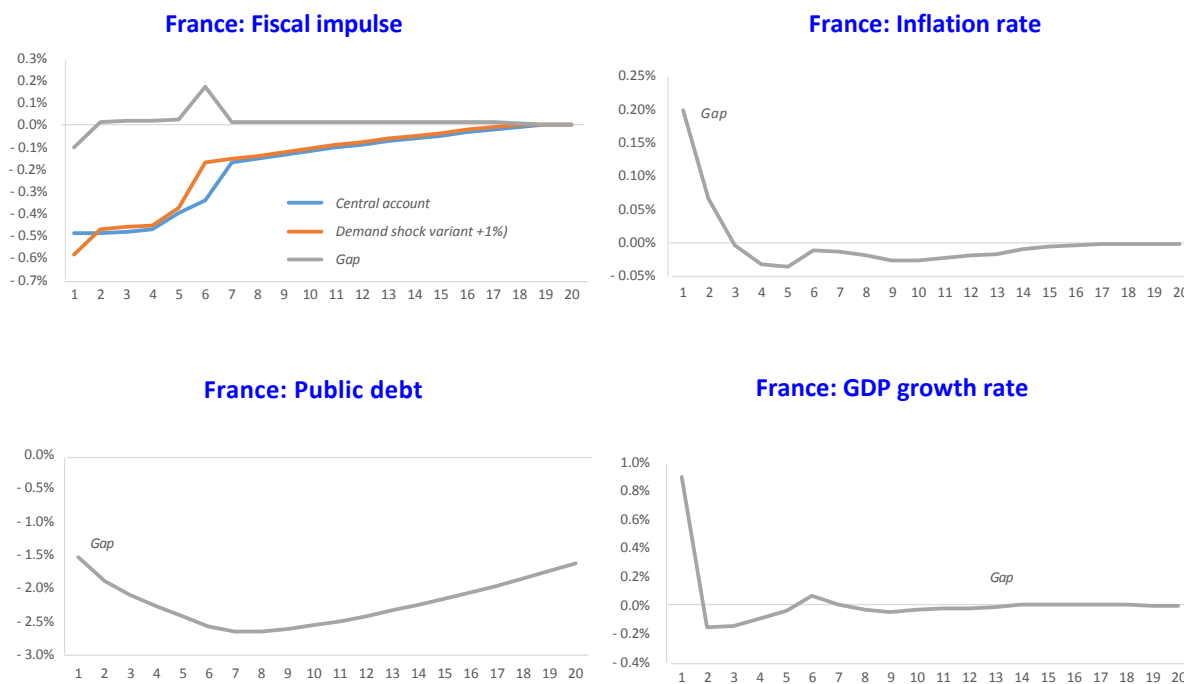 France: Fiscal impulse
0.3%
0.2%
0.1%
0.0%
- 0.1%
- 0.2%
- 0.3%
- 0.4%
- 0.5%
- 0.6%
- 0.7%
Central account
Demand shock variant +1%)
Gap
1 2 3 4 5 6 7 8 9 10 11 12 13 14 15 16 17 18 19 20
France: Inflation rate
0.25%
0.20%
0.15%
0.10%
0.05%
0.00%
- 0.05%
Gap
1 2 3 4 5 6 7 8 9 10 11 12 13 14 15 16 17 18 19 20
France: Public debt
0.0%
- 0.5%
- 1.0%
- 1.5%
- 2.0%
- 2.5%
- 3.0%
Gap
1 2 3 4 5 6 7 8 9 10 11 12 13 14 15 16 17 18 19 20
France: GDP growth rate
1.0%
0.8%
0.6%
0.4%
0.2%
0.0%
- 0.2%
- 0.4%
Gap
1 2 3 4 5 6 7 8 9 10 11 12 13 14 15 16 17 18 19 20